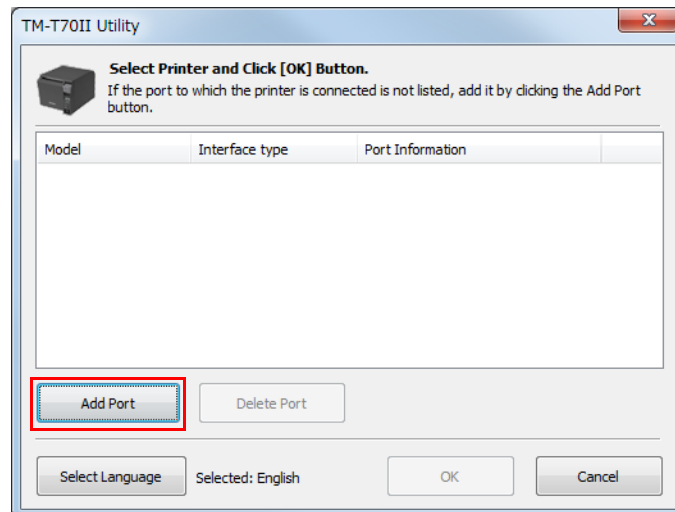 TM-T70II Utility
Select Printer and Click [OK] Button.
If the port to which the printer is connected is not listed, add it by clicking the Add Port
button.
Model Interface type Port Information
Add Port Delete Port
Select Language Selected: English OK Cancel